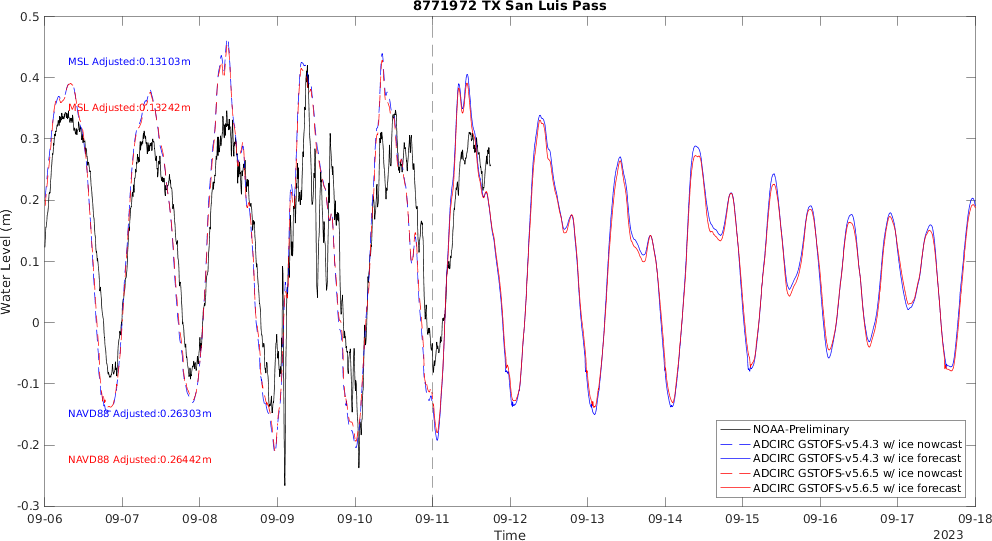 8771972 TX San Luis Pass
0.5
0.4
0.3
0.2
0.1
0
-0.1
-0.2
-0.3
Water Level (m)
MSL Adjusted:0.13103m
MSL Adjusted:0.13242m
NAVD88 Adjusted:0.26303m
NAVD88 Adjusted:0.26442m
NOAA-Preliminary
ADCIRC GSTOFS-v5.4.3 w/ ice nowcast
ADCIRC GSTOFS-v5.4.3 w/ ice forecast
ADCIRC GSTOFS-v5.6.5 w/ ice nowcast
ADCIRC GSTOFS-v5.6.5 w/ ice forecast
09-06 09-07 09-08 09-09 09-10 09-11 09-12 09-13 09-14 09-15 09-16 09-17 09-18
Time
2023